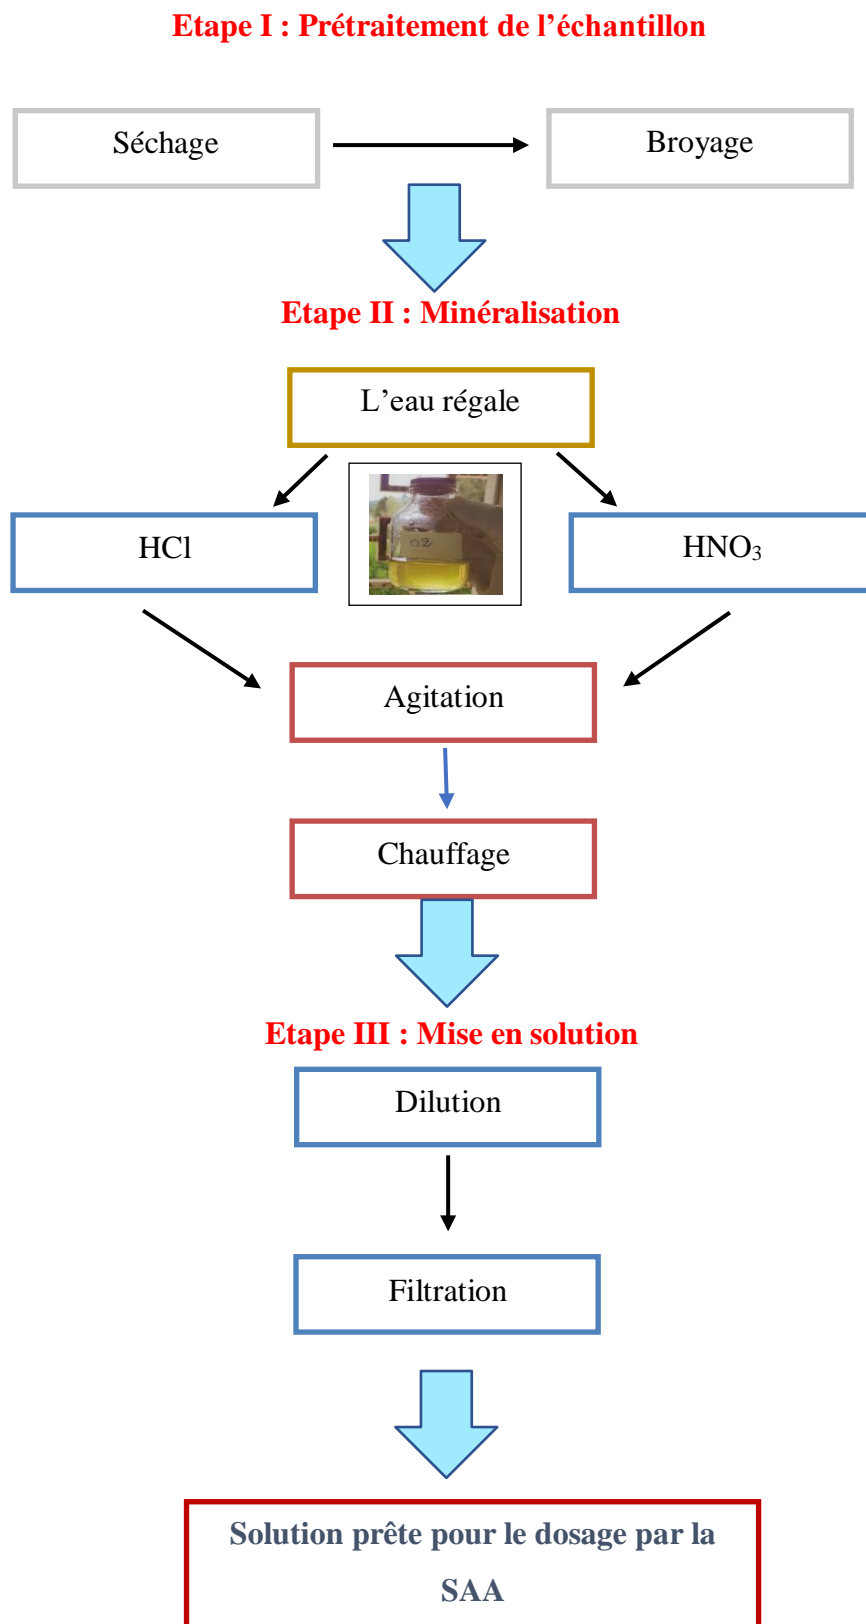 Etape I : Prétraitement de l’échantillon
Séchage
Broyage
Etape II : Minéralisation
L’eau régale
HCl
02
HNO₃
Agitation
Chauffage
Etape III : Mise en solution
Dilution
Filtration
Solution prête pour le dosage par la
SAA